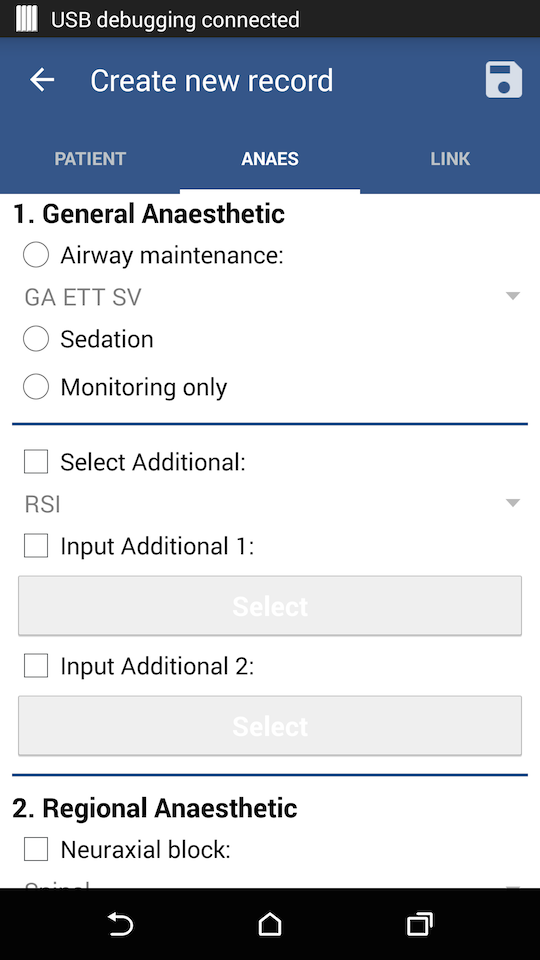 USB debugging connected
Create new record
PATIENT ANAES LINK
1. General Anaesthetic
Airway maintenance:
GA ETT SV
Sedation
Monitoring only
Select Additional:
RSI
Input Additional 1:
Select
Input Additional 2:
Select
2. Regional Anaesthetic
Neuraxial block:
Spinal